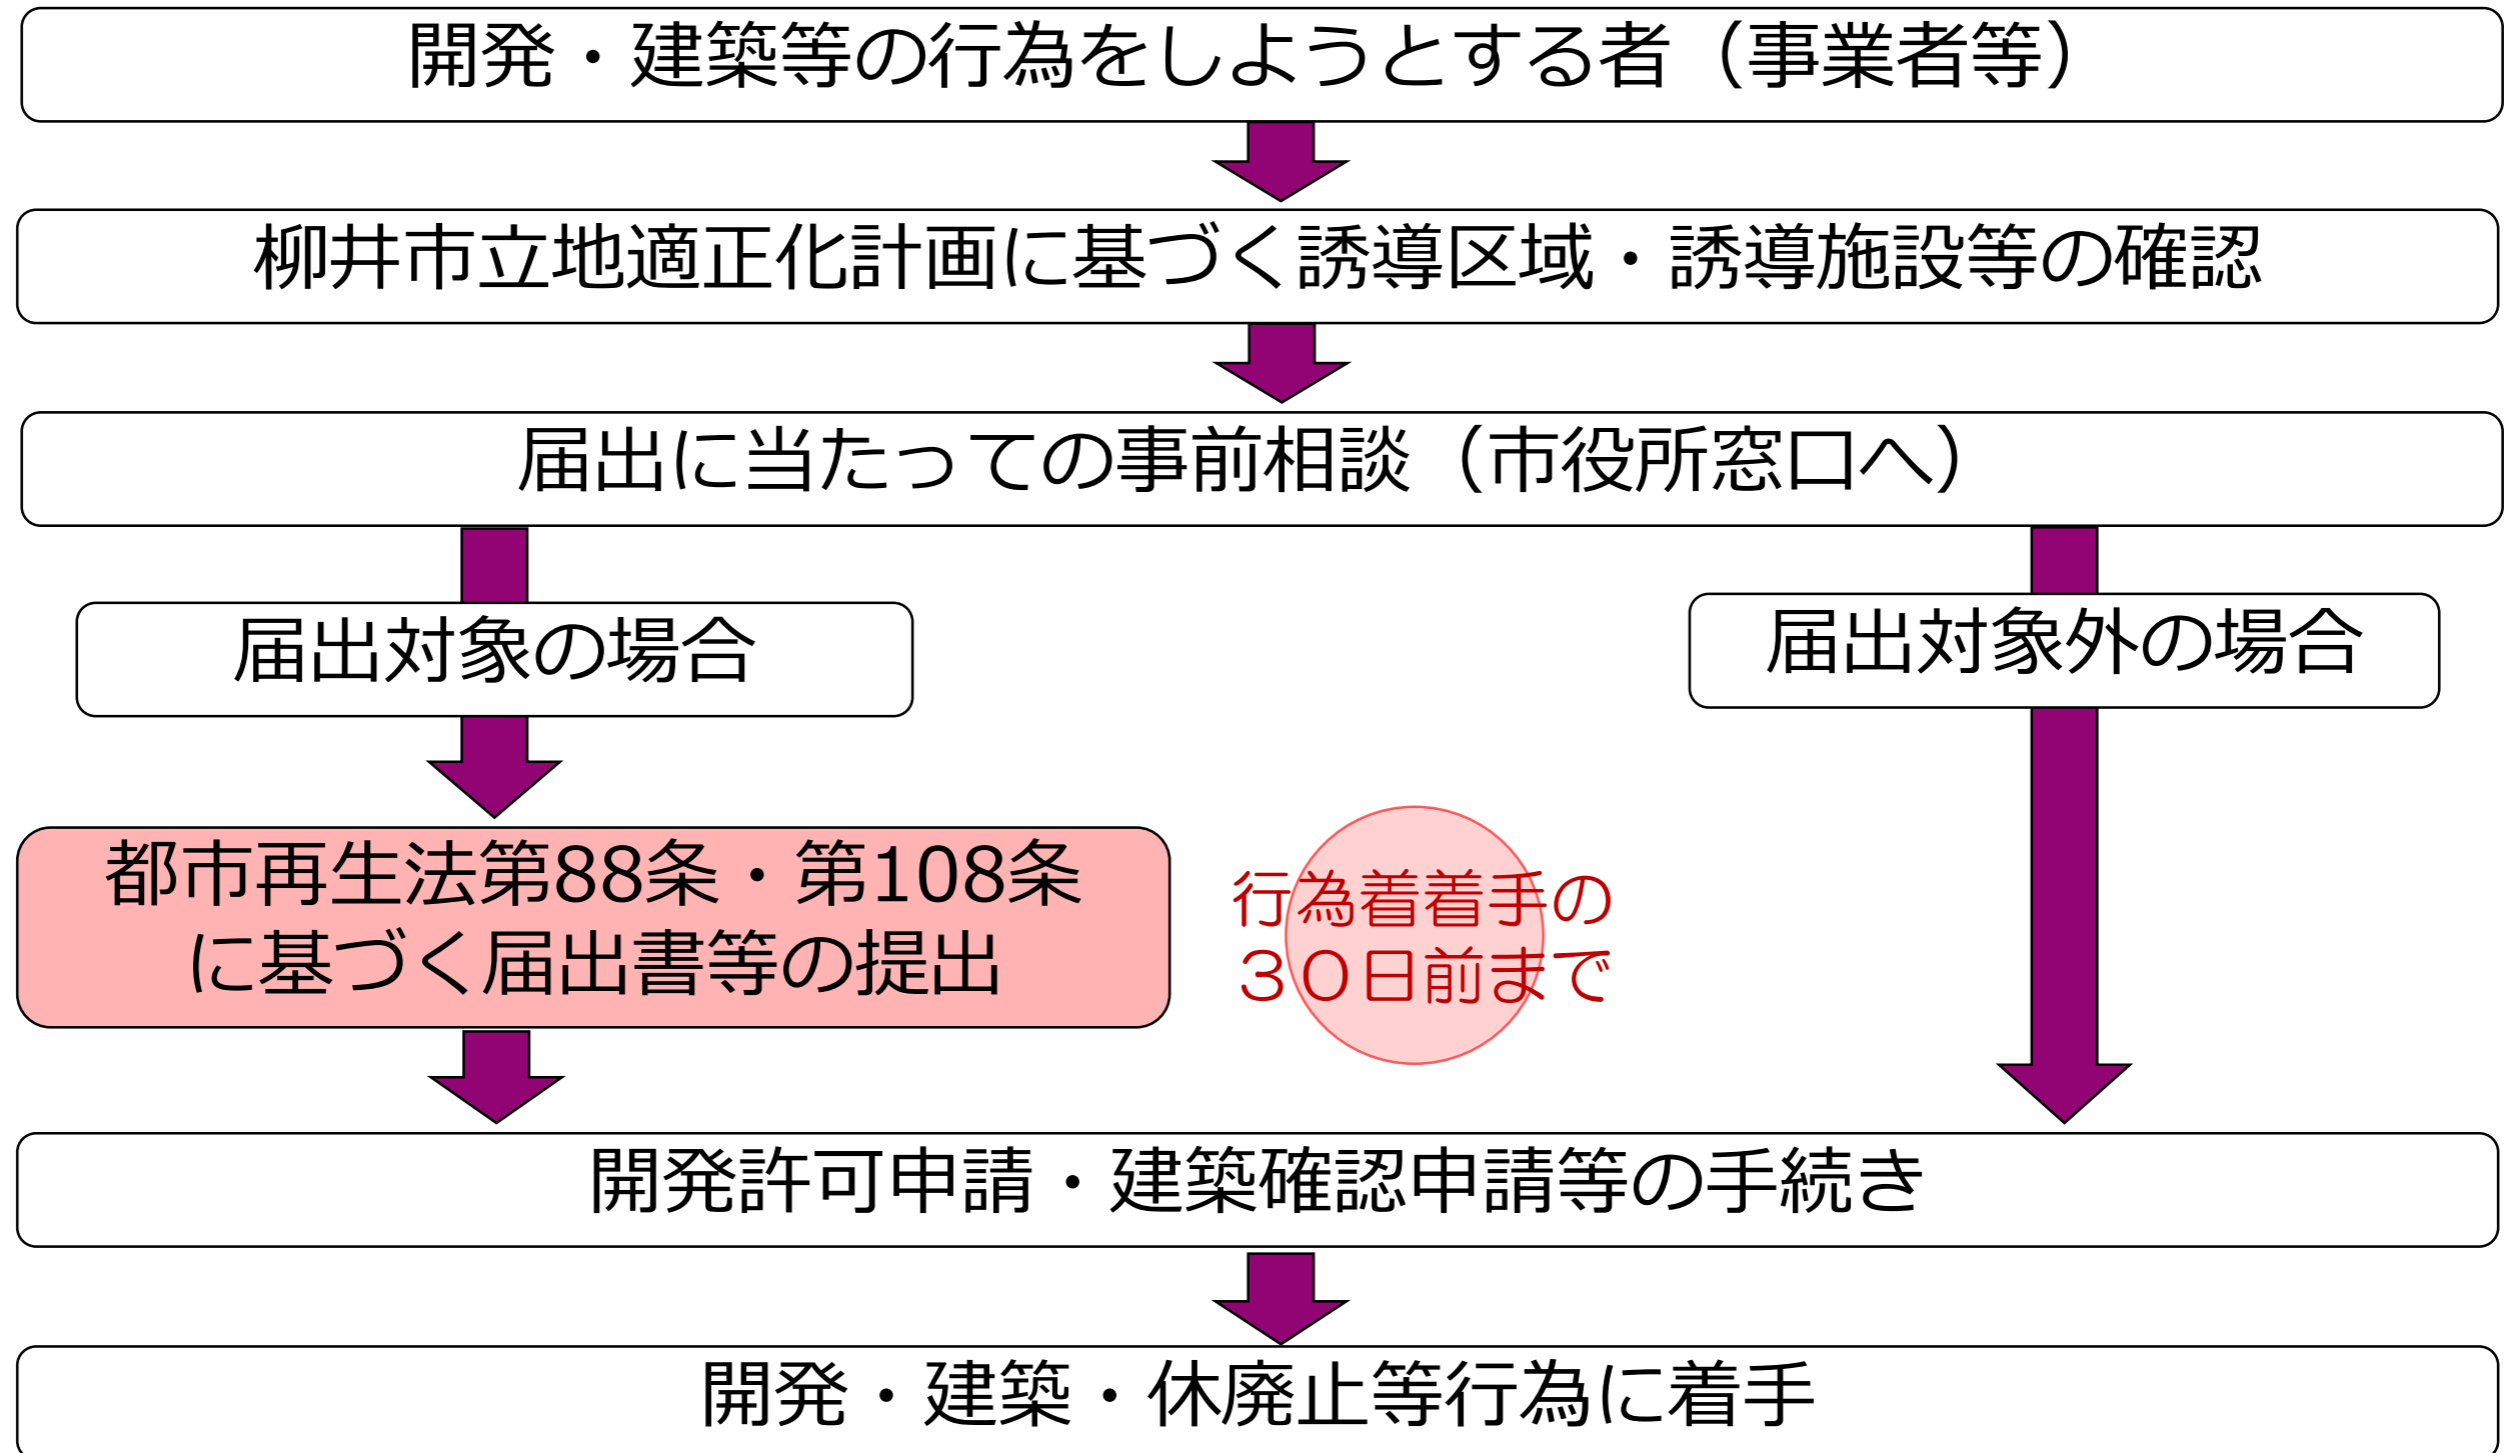 開発・建築等の行為をしようとする者（事業者等）
柳井市立地適正化計画に基づく誘導区域・誘導施設等の確認
届出に当たっての事前相談（市役所窓口へ）
届出対象の場合
届出対象外の場合
都市再生法第88条・第108条
に基づく届出書等の提出
行為着着手の
３０日前まで
開発許可申請・建築確認申請等の手続き
開発・建築・休廃止等行為に着手